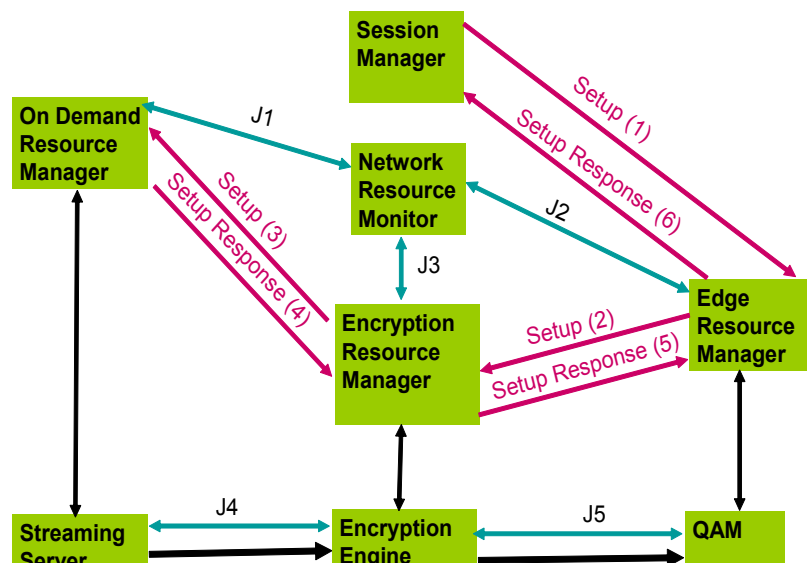 Session
Manager
Setup (1)
Setup Response (6)
On Demand
Resource
Manager
J1
Network
Resource
Monitor
J2
Setup (3)
Setup Response (4)
J3
Encryption
Resource
Manager
Setup (2)
Setup Response (5)
Edge
Resource
Manager
Streaming
Server
J4
Encryption
Engine
J5
QAM